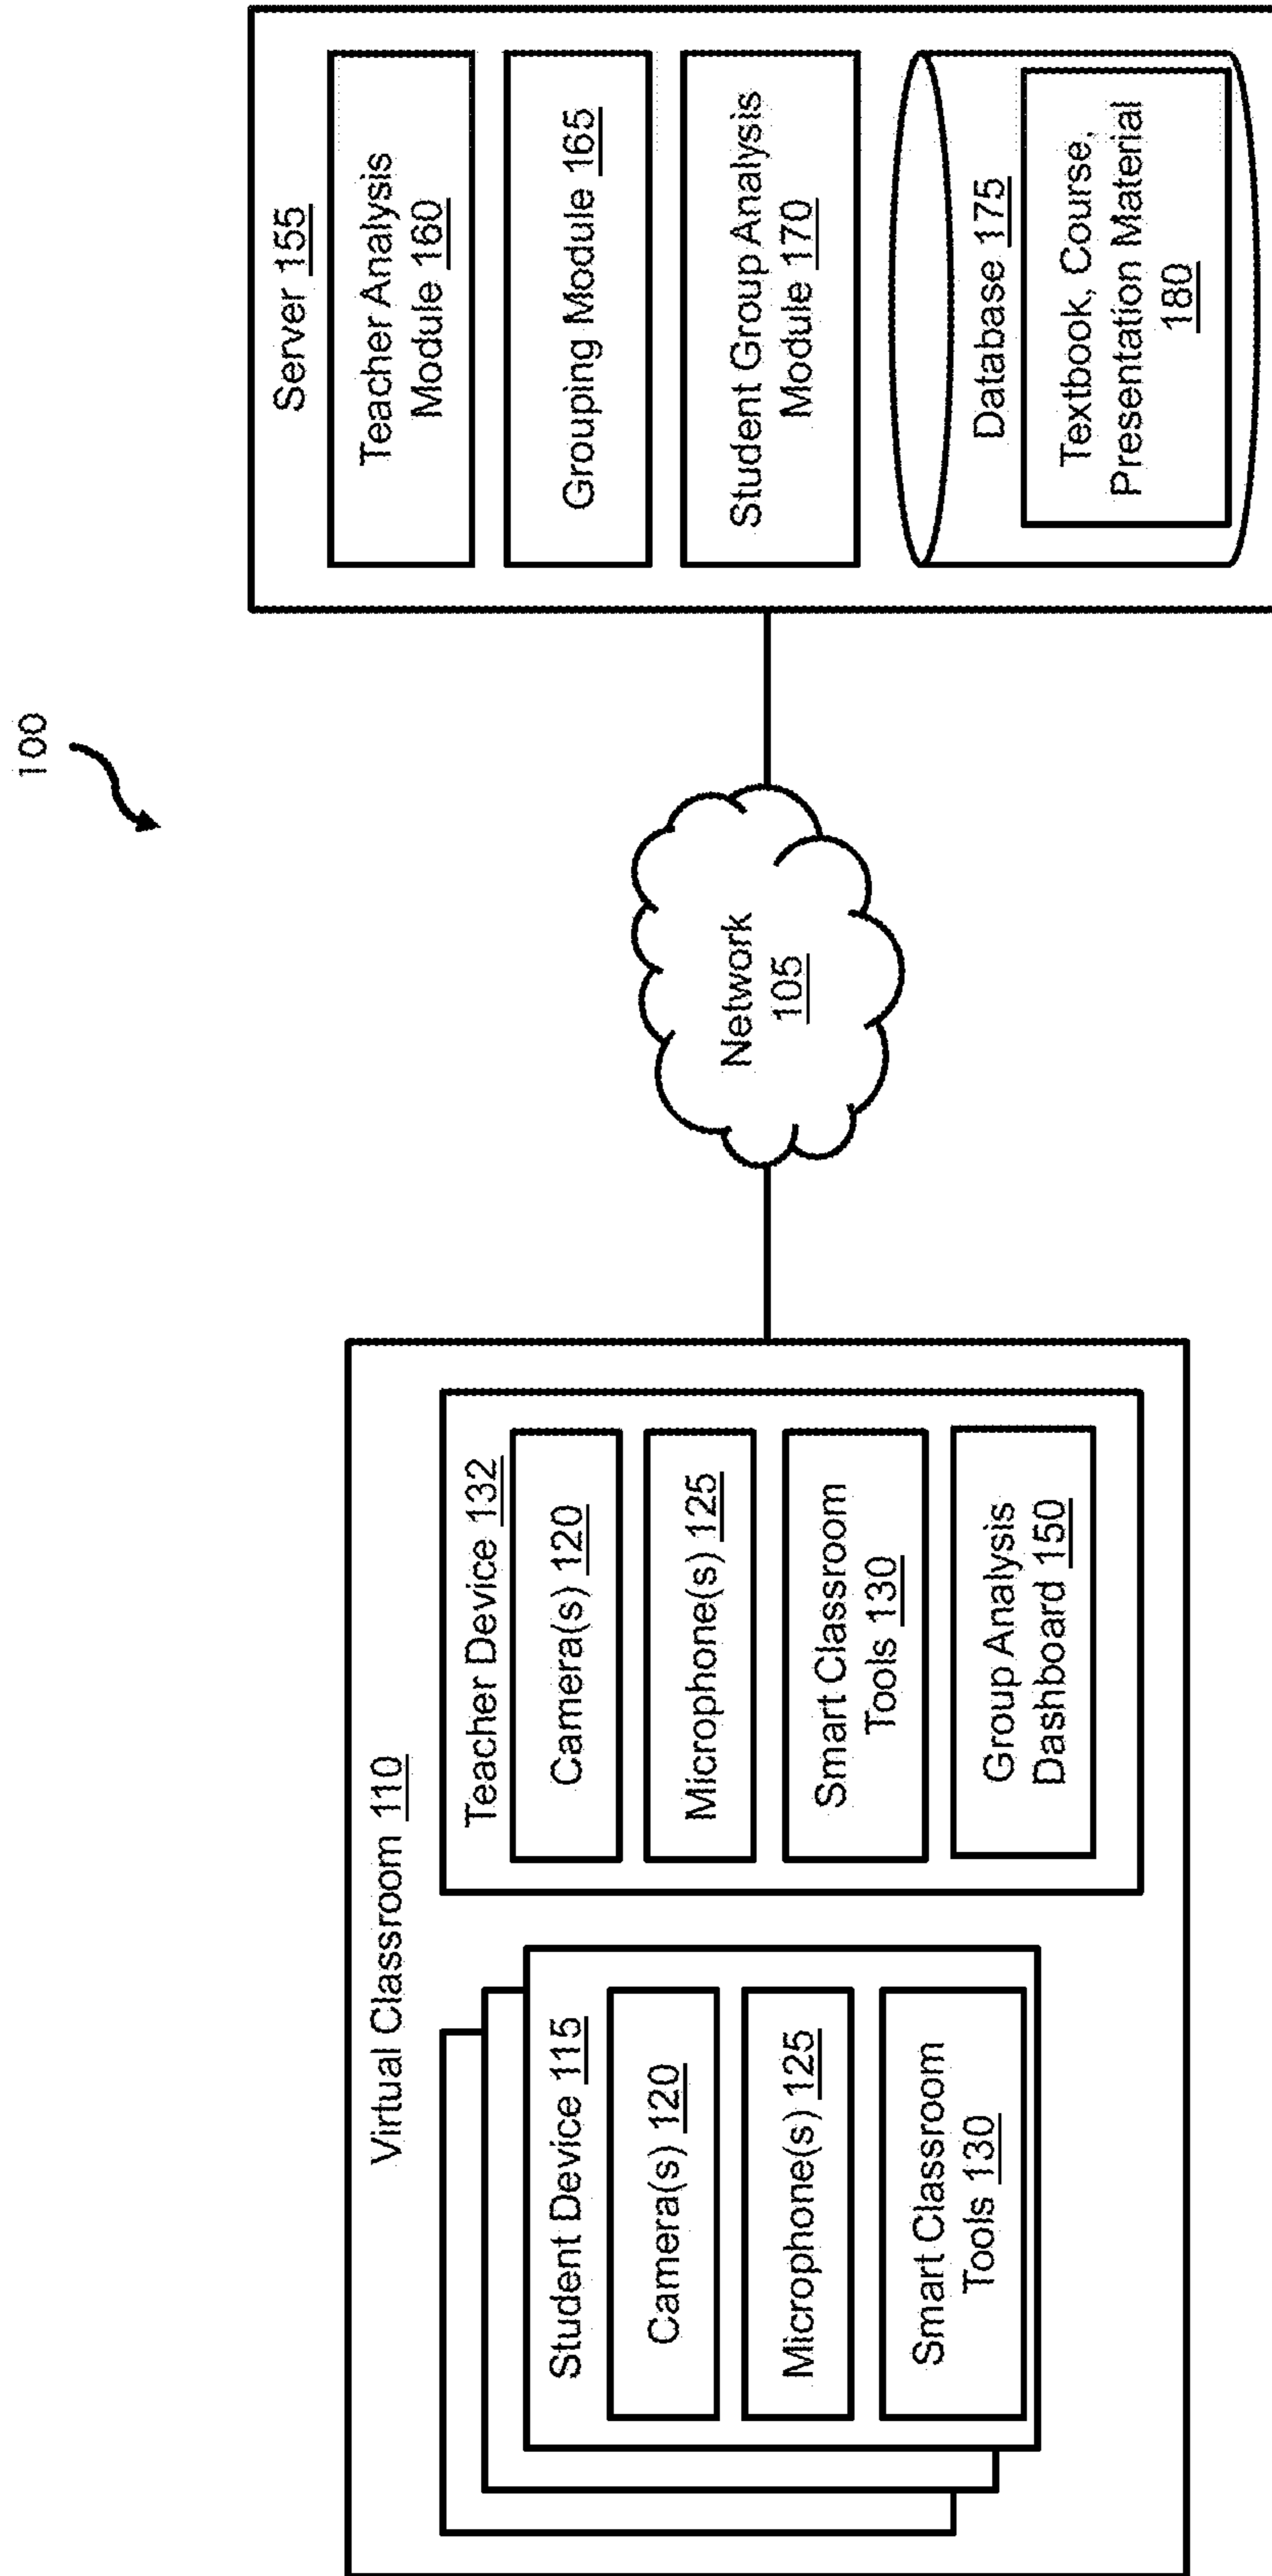 100
Virtual Classroom 110
Student Device 115
Camera(s) 120
Microphone(s) 125
Smart Classroom
Tools 130
Teacher Device 132
Camera(s) 120
Microphone(s) 125
Smart Classroom
Tools 130
Group Analysis
Dashboard 150
Network
105
Server 155
Teacher Analysis
Module 160
Grouping Module 165
Student Group Analysis
Module 170
Database 175
Textbook, Course,
Presentation Material
180